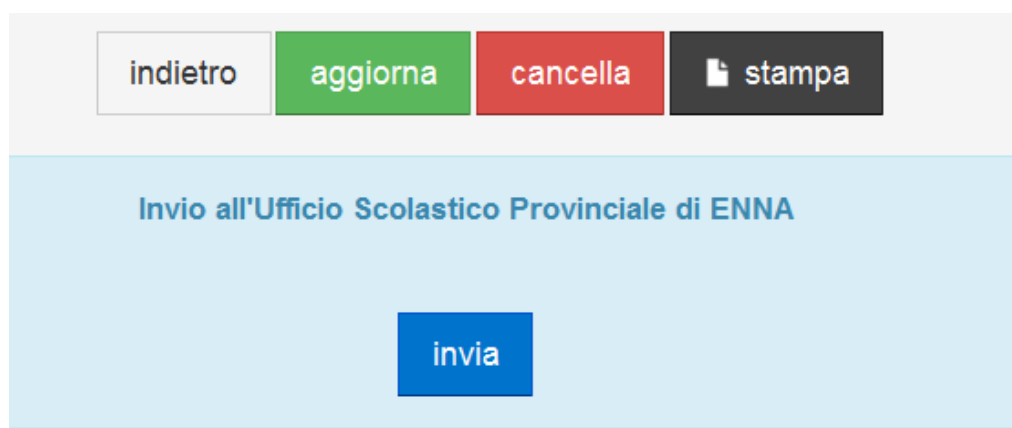 indietro aggiorna cancella stampa
Invio all'Ufficio Scolastico Provinciale di ENNA
invia